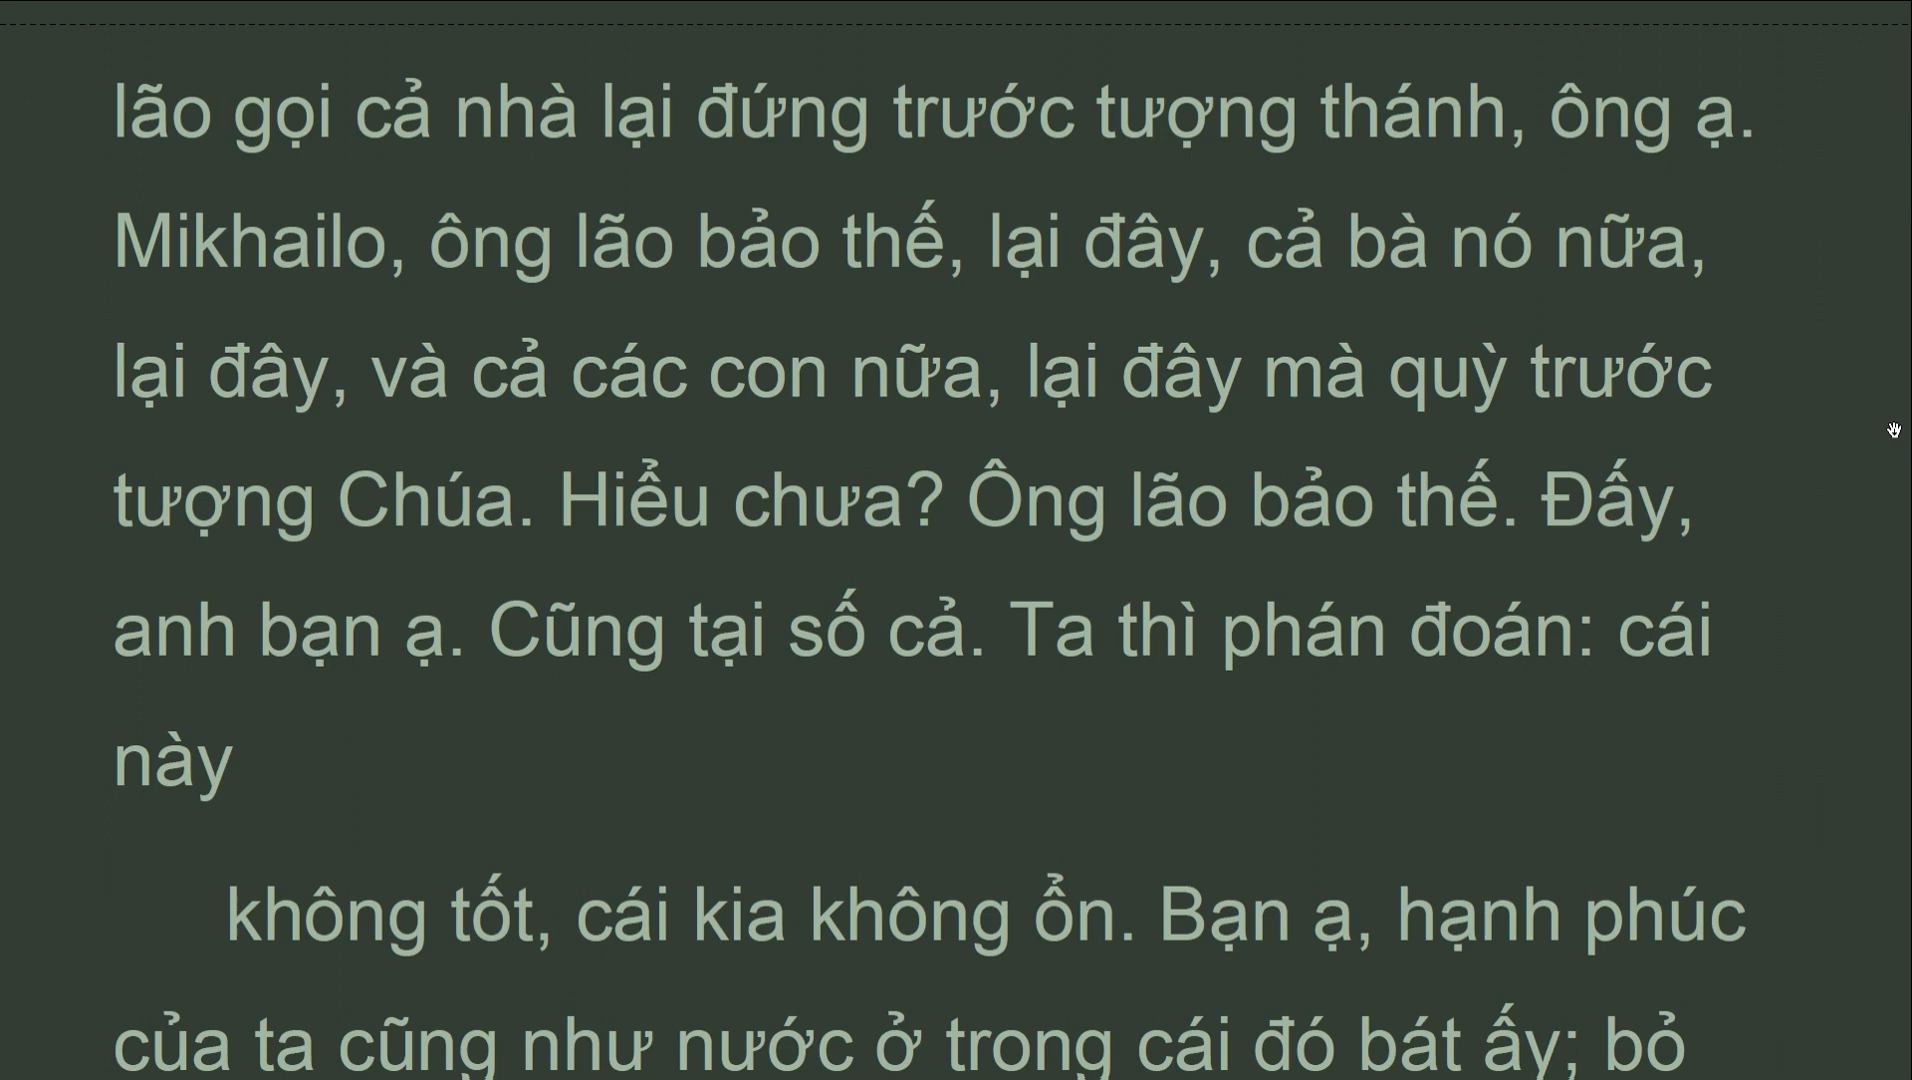 lão gọi cả nhà lại đứng trước tượng thánh, ông ạ.
Mikhailo, ông lão bảo thế, lại đây, cả bà nó nữa,
lại đây, và cả các con nữa, lại đây mà quỳ trước
tượng Chúa. Hiểu chưa? Ông lão bảo thế. Đấy,
anh bạn ạ. Cũng tại số cả. Ta thì phán đoán: cái
này
không tốt, cái kia không ổn. Bạn ạ, hạnh phúc
của ta cũng như nước ở trong cái đó bát ấy; bỏ